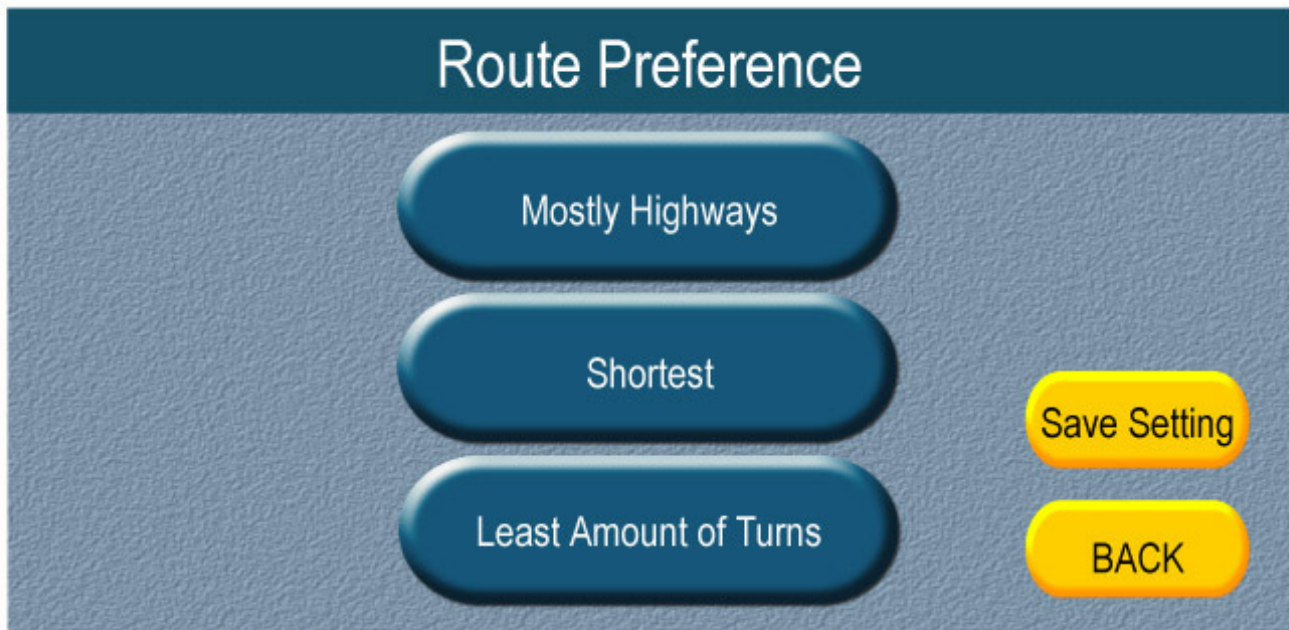 Route Preference
Mostly Highways
Shortest
Least Amount of Turns
Save Setting
BACK